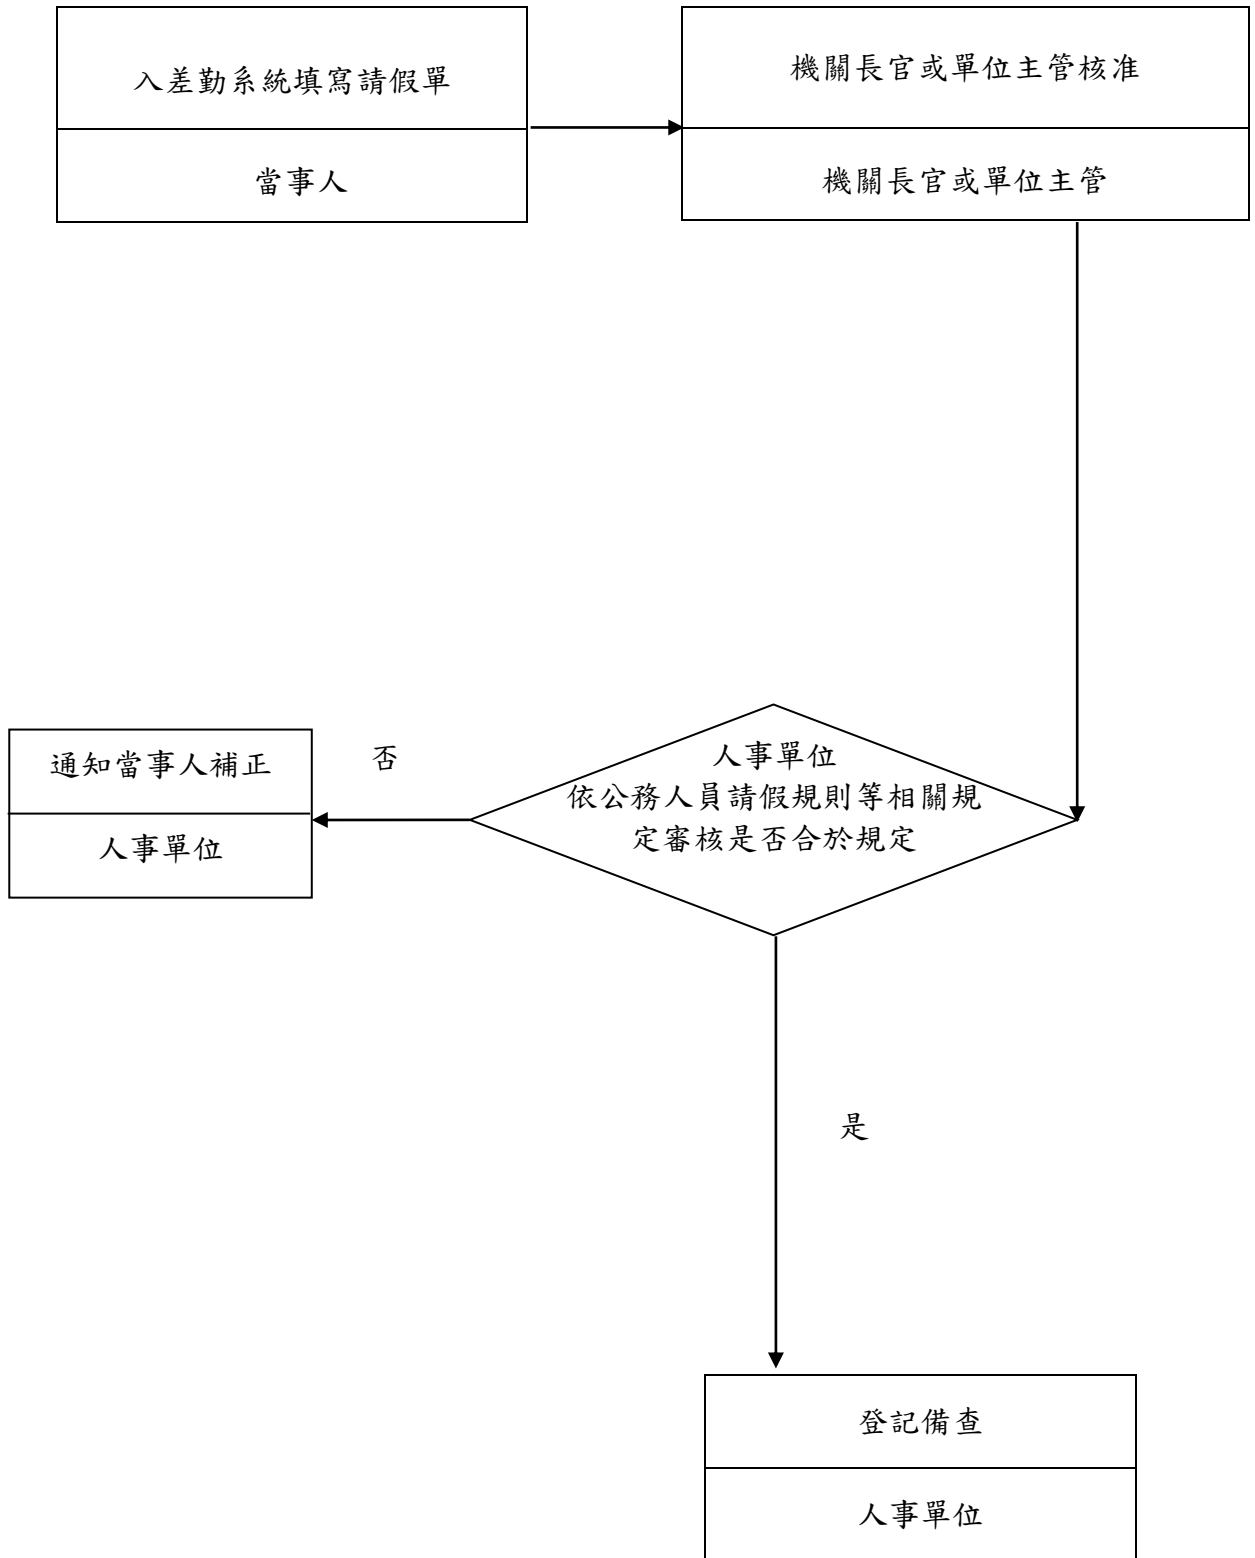 入差勤系統填寫請假單
當事人
機關長官或單位主管核准
機關長官或單位主管
人事單位
依公務人員請假規則等相關規
定審核是否合於規定
否
通知當事人補正
人事單位
是
登記備查
人事單位